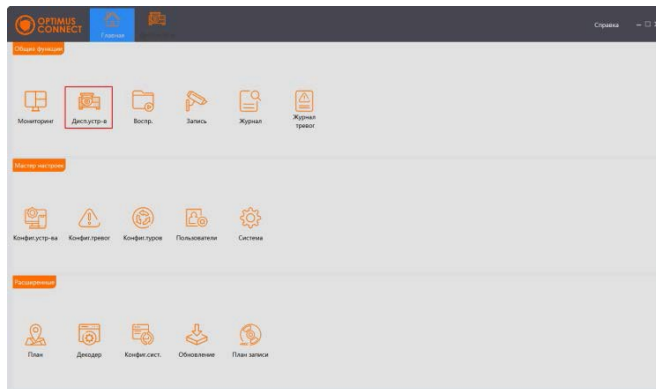 OPTIMUS
CONNECT
Главная
Справка
Общие функции
Мониторинг
Дисп.устр-в
Воспр.
Запись
Журнал
Журнал
тревог
Мастер настроек
Конфиг.устр-ва
Конфиг.тревог
Конфиг.туров
Пользователи
Система
Расширенные
План
Декодер
Конфиг.сист.
Обновление
План записи